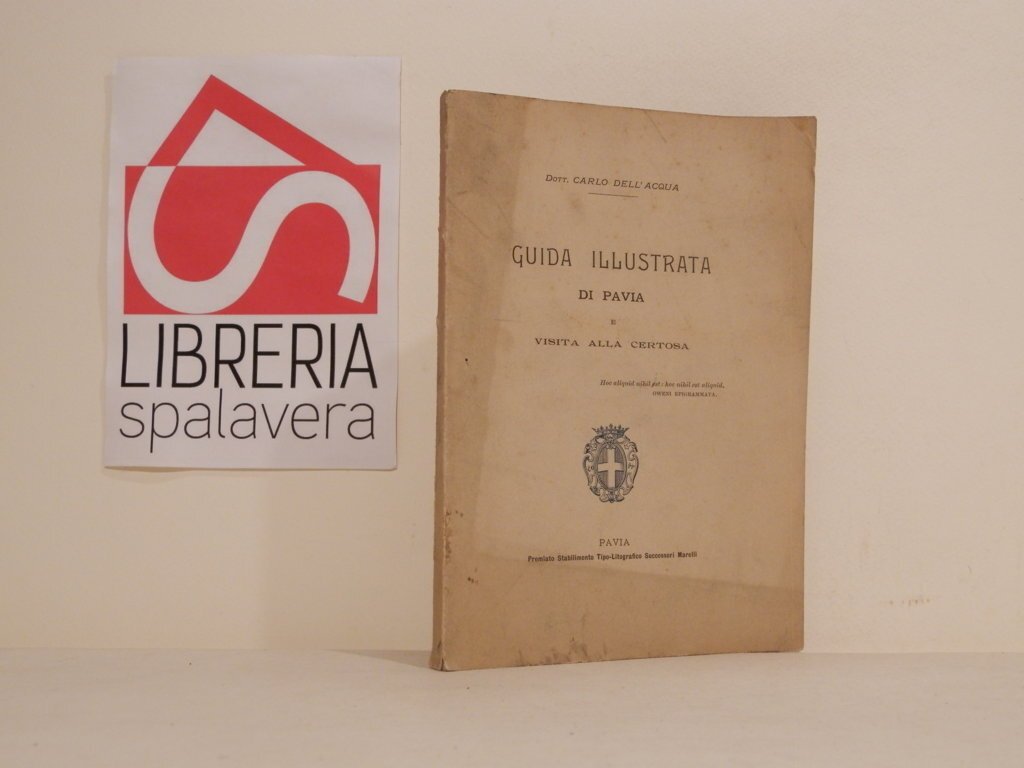 LIBRERIA
spalavera
DOTT. CARLO DELL'ACQUA
GUIDA ILLUSTRATA
DI PAVIA
E
VISITA ALLA CERTOSA
Hoc aliquid nihil est: hoc nihil est aliquid.
OWENI EPIGRAMMATA.
PAVIA
Premiato Stabilimento Tipo-Litografico Successori Marelli